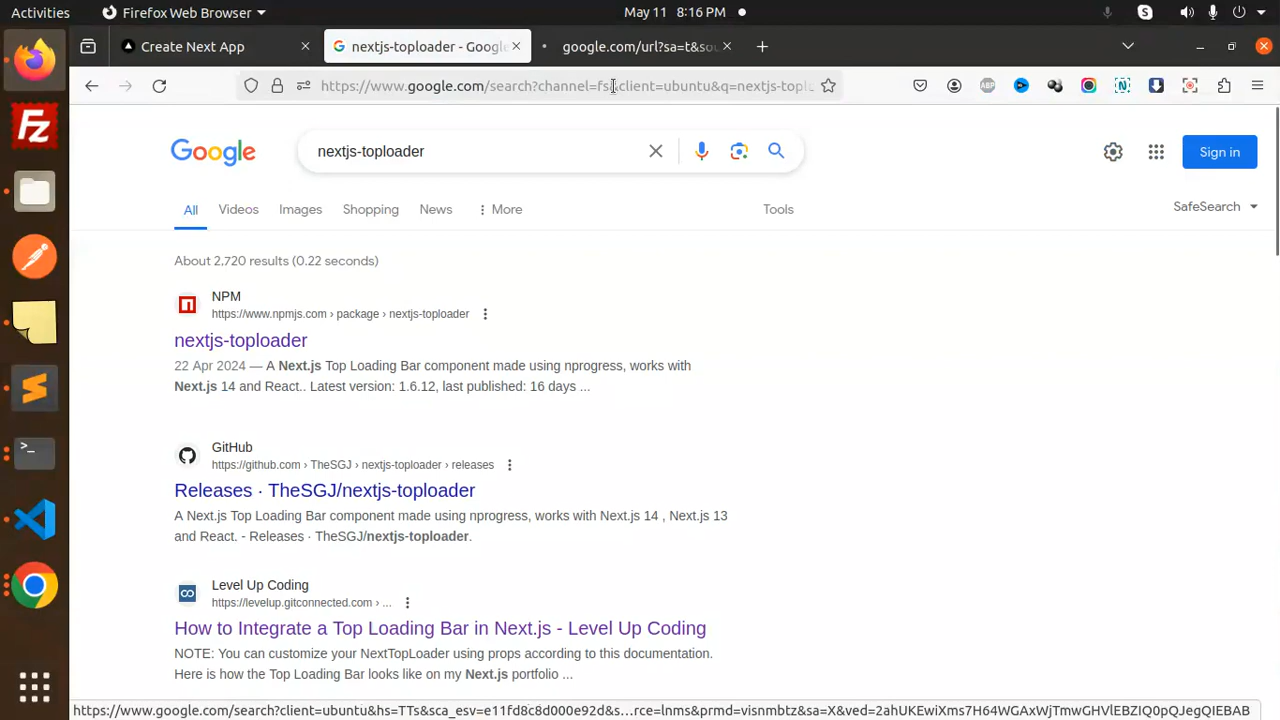 Activities
Firefox Web Browser
May 11 8:16 PM
Create Next App
nextjs-toploader - Google
google.com/url?sa=t&sou
https://www.google.com/search?channel=fs&client=ubuntu&q=nextjs-topl
Google
nextjs-toploader
Sign in
All
Videos
Images
Shopping
News
More
Tools
SafeSearch
About 2,720 results (0.22 seconds)
NPM
https://www.npmjs.com › package › nextjs-toploader
nextjs-toploader
22 Apr 2024 — A Next.js Top Loading Bar component made using nprogress, works with
Next.js 14 and React.. Latest version: 1.6.12, last published: 16 days ...
GitHub
https://github.com › TheSGJ › nextjs-toploader › releases
Releases · TheSGJ/nextjs-toploader
A Next.js Top Loading Bar component made using nprogress, works with Next.js 14 , Next.js 13
and React. - Releases · TheSGJ/nextjs-toploader.
Level Up Coding
https://levelup.gitconnected.com › ...
How to Integrate a Top Loading Bar in Next.js - Level Up Coding
NOTE: You can customize your NextTopLoader using props according to this documentation.
Here is how the Top Loading Bar looks like on my Next.js portfolio ...
https://www.google.com/search?client=ubuntu&hs=TTs&sca_esv=e11fd8c8d000e92d&s…rce=lnms&prmd=visnmbtz&sa=X&ved=2ahUKEwiXms7H64WGAxWjTmwGHVlEBZIQ0pQJegQIEBAB